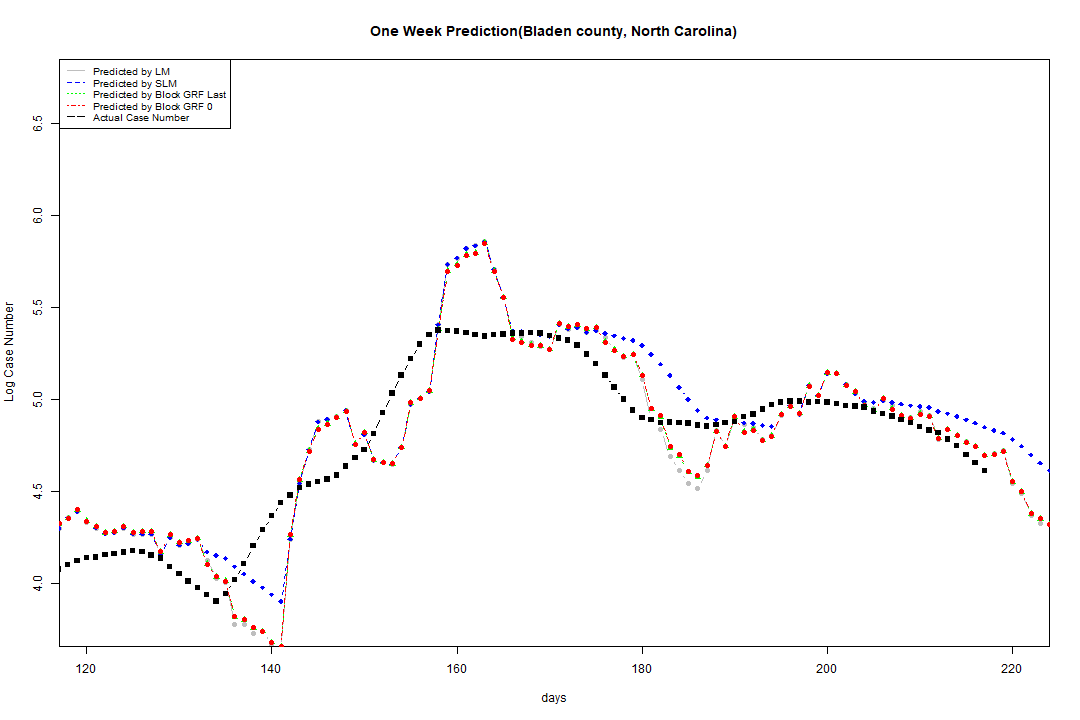 One Week Prediction(Bladen county, North Carolina)
Predicted by LM
Predicted by SLM
Predicted by Block GRF Last
Predicted by Block GRF 0
Actual Case Number
6.5
6.0
5.5
5.0
4.5
4.0
Log Case Number
120 140 160 180 200 220
days